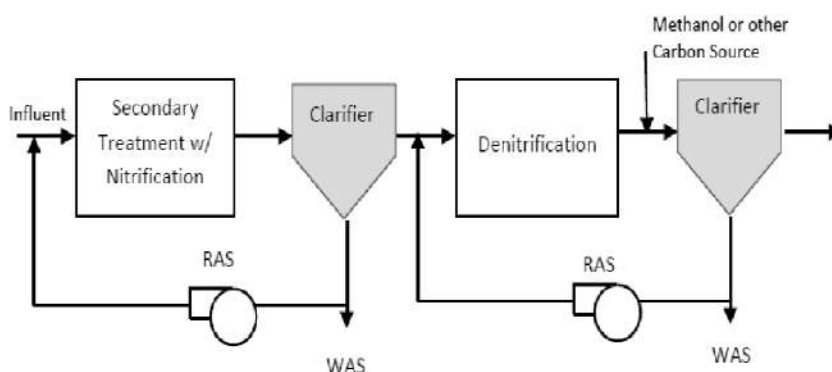 Methanol or other
Carbon Source
Influent
Secondary
Treatment w/
Nitrification
Clarifier
Denitrification
Clarifier
RAS
RAS
WAS
WAS